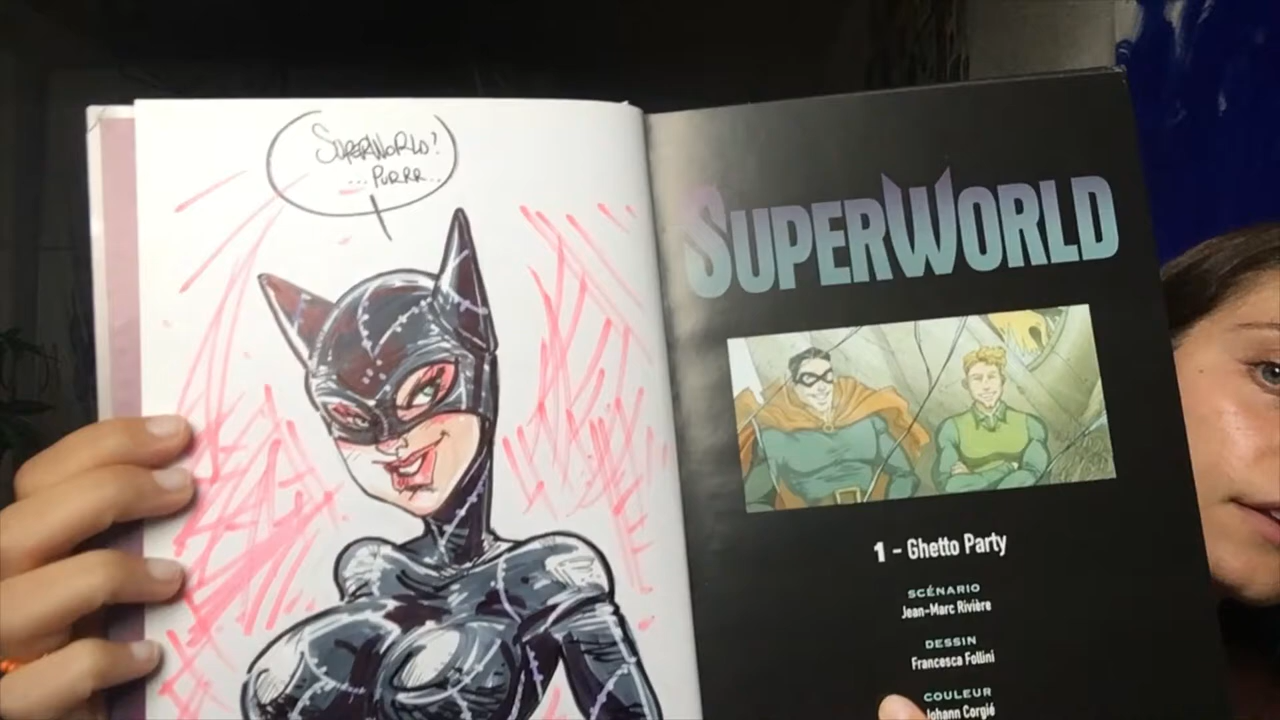 SUPERWORLD?
...PURRR...
SUPERWORLD
1 - Ghetto Party
SCÉNARIO
Jean-Marc Rivière
DESSIN
Francesca Follini
COULEUR
Johann Corgié